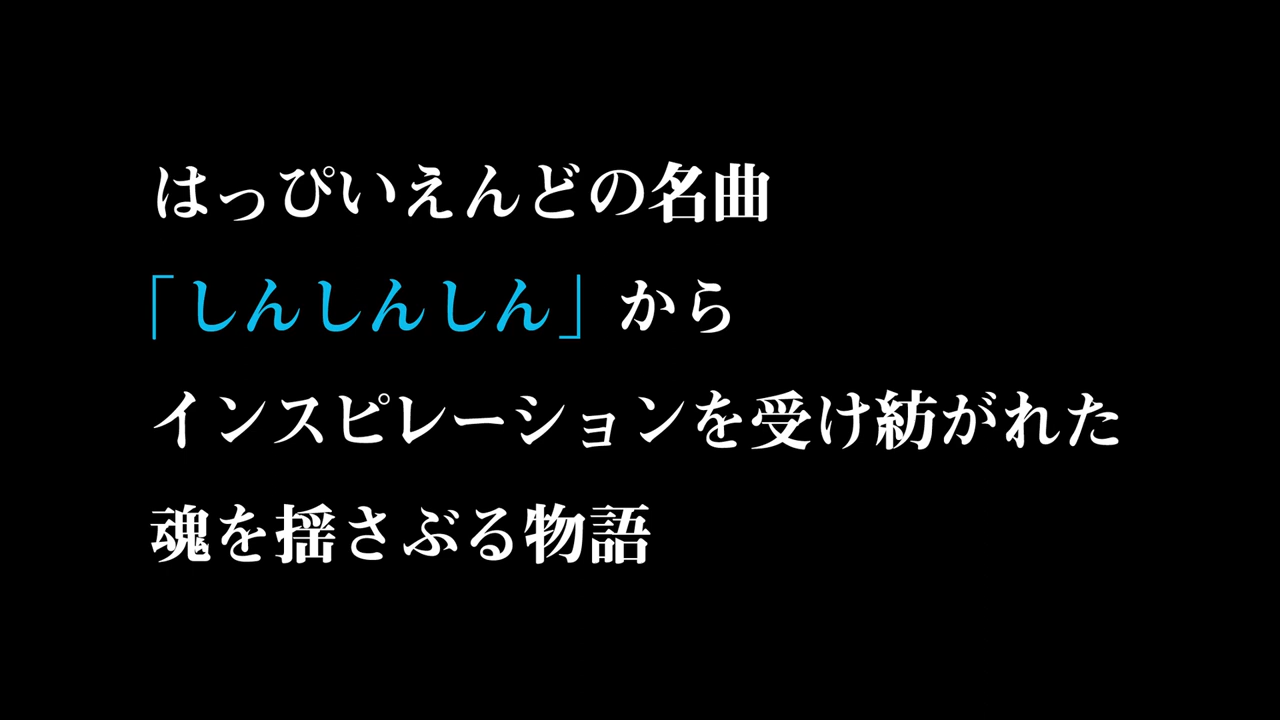 はっぴいえんどの名曲
「しんしんしん」から
インスピレーションを受け紡がれた
魂を揺さぶる物語